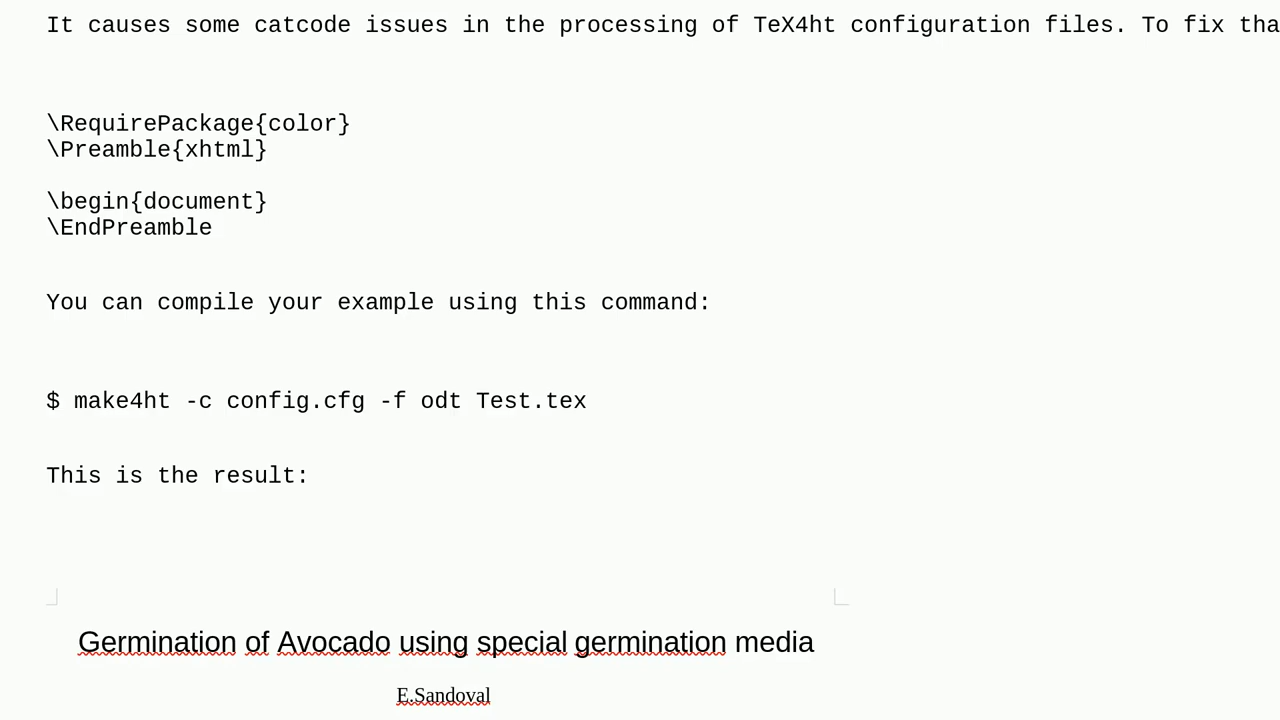 It causes some catcode issues in the processing of TeX4ht configuration files. To fix tha
\RequirePackage{color}
\Preamble{xhtml}
\begin{document}
\EndPreamble
You can compile your example using this command:
$ make4ht -c config.cfg -f odt Test.tex
This is the result:
Germination of Avocado using special germination media
E.Sandoval